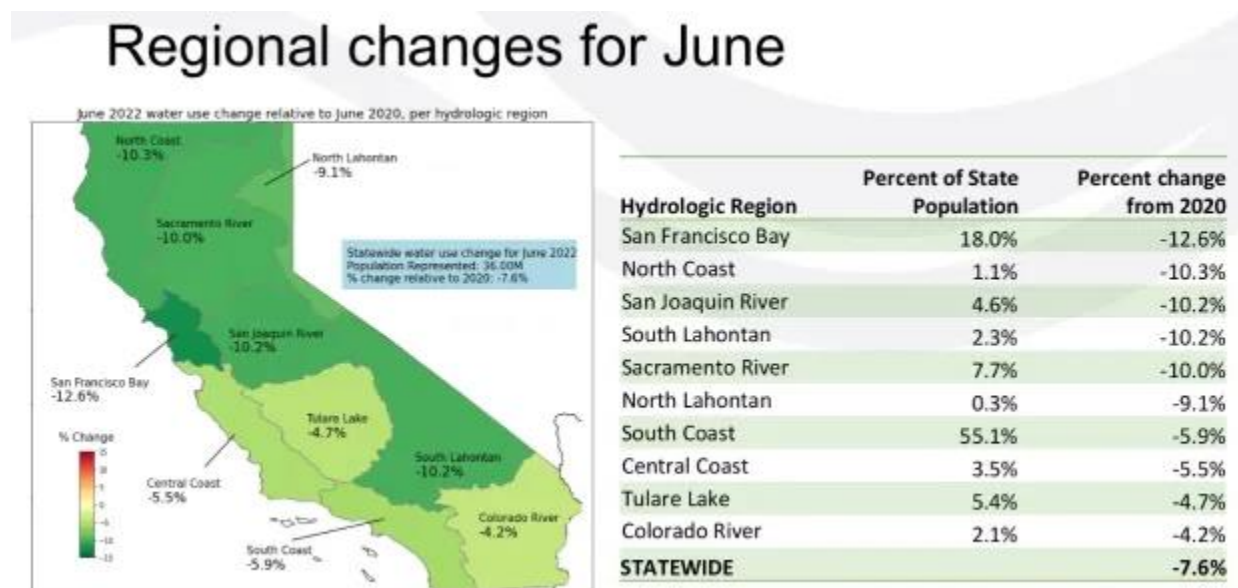 Regional changes for June
June 2022 water use change relative to June 2020, per hydrologic region
North Coast
-10.3%
North Lahontan
-9.1%
Sacramento River
-10.0%
Statewide water use change for June 2022
Population Represented: 36.00M
% change relative to 2020: -7.6%
San Joaquin River
-10.2%
San Francisco Bay
-12.6%
Tulare Lake
-4.7%
% Change
15
10
5
0
-5
-10
-15
South Lahontan
-10.2%
Central Coast
-5.5%
Colorado River
-4.2%
South Coast
-5.9%
Percent of State Percent change
Hydrologic Region Population from 2020
San Francisco Bay 18.0% -12.6%
North Coast 1.1% -10.3%
San Joaquin River 4.6% -10.2%
South Lahontan 2.3% -10.2%
Sacramento River 7.7% -10.0%
North Lahontan 0.3% -9.1%
South Coast 55.1% -5.9%
Central Coast 3.5% -5.5%
Tulare Lake 5.4% -4.7%
Colorado River 2.1% -4.2%
STATEWIDE -7.6%